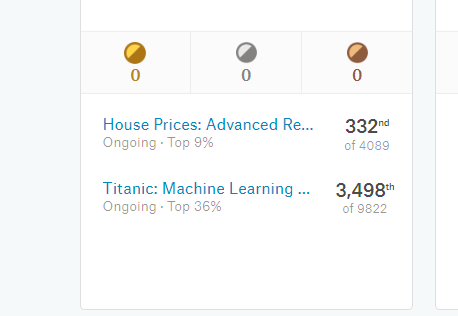 0 0 0
House Prices: Advanced Re... 332nd
Ongoing · Top 9% of 4089
Titanic: Machine Learning ... 3,498th
Ongoing · Top 36% of 9822